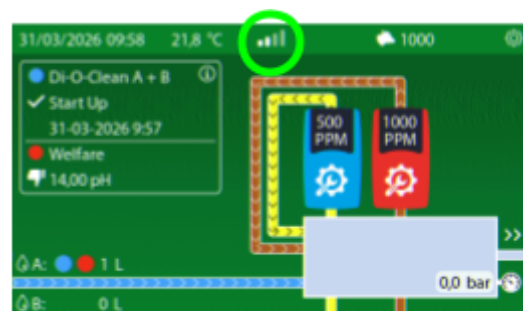 31/03/2026 09:58 21,8 °C 1000
Di-O-Clean A + B
Start Up
31-03-2026 9:57
Welfare
14,00 pH
500 PPM
1000 PPM
A: 1 L
0,0 bar
B: 0 L